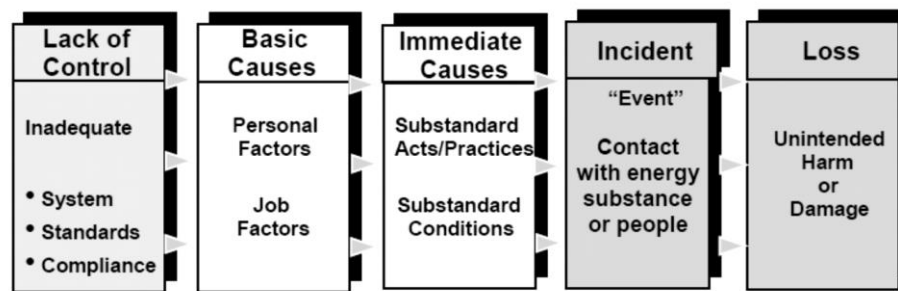 Lack of
Control
Inadequate
• System
• Standards
• Compliance
Basic
Causes
Personal
Factors
Job
Factors
Immediate
Causes
Substandard
Acts/Practices
Substandard
Conditions
Incident
“Event”
Contact
with energy
substance
or people
Loss
Unintended
Harm
or
Damage